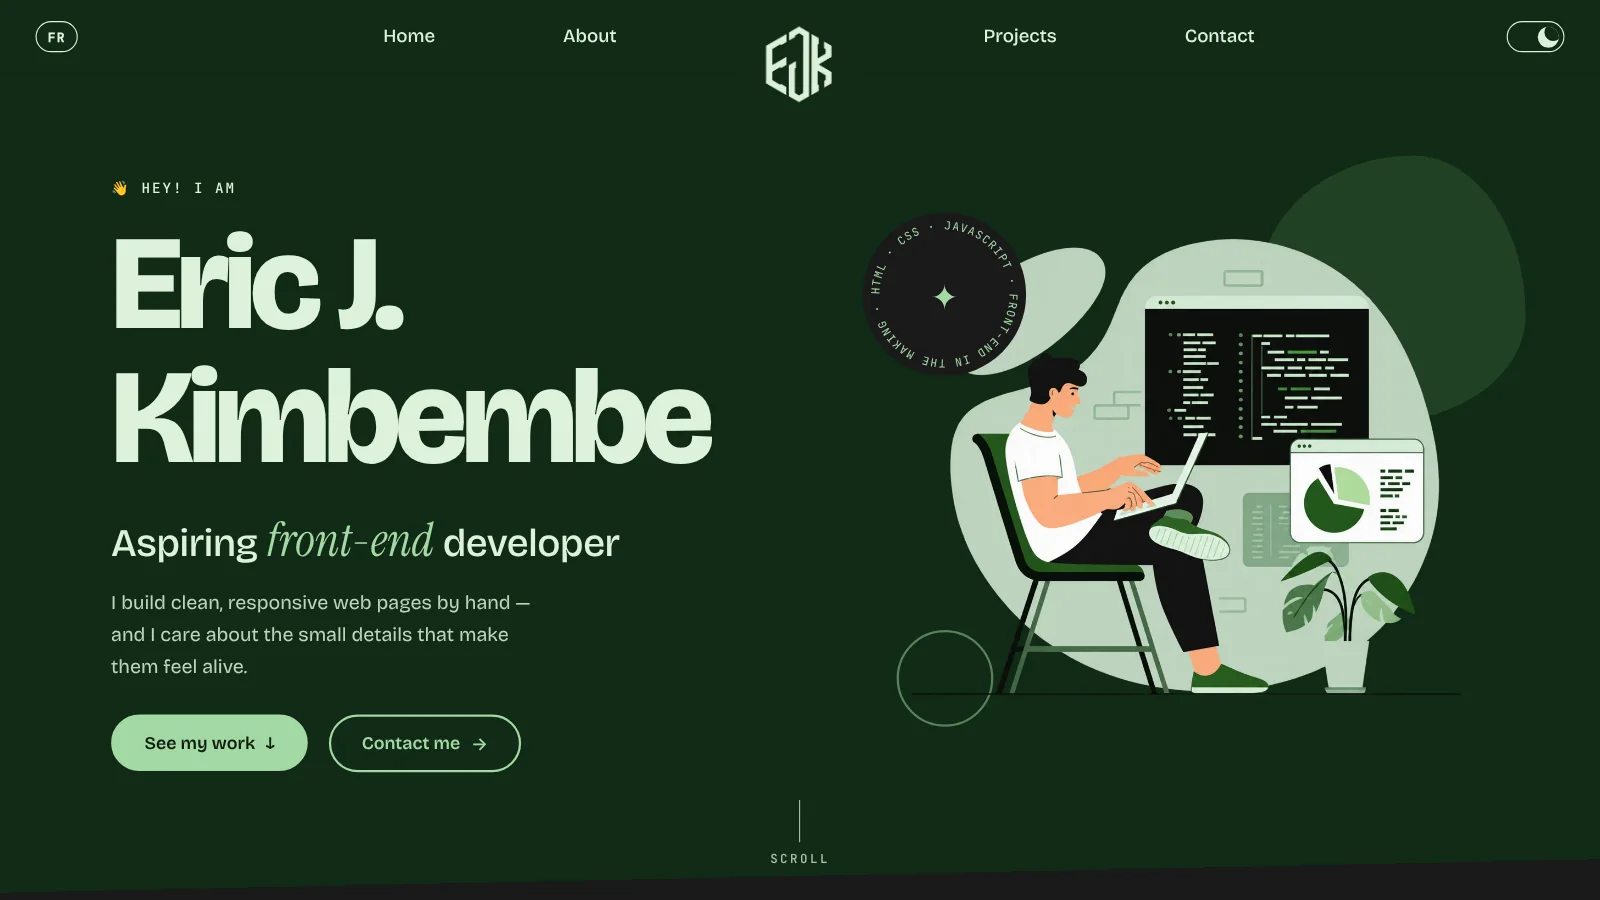 FR
Home
About
EJK
Projects
Contact
👋 HEY! I AM
Eric J.
Kimbembe
Aspiring front-end developer
I build clean, responsive web pages by hand —
and I care about the small details that make
them feel alive.
See my work ↓
Contact me →
HTML · CSS · JAVASCRIPT · FRONT-END IN THE MAKING ·
SCROLL